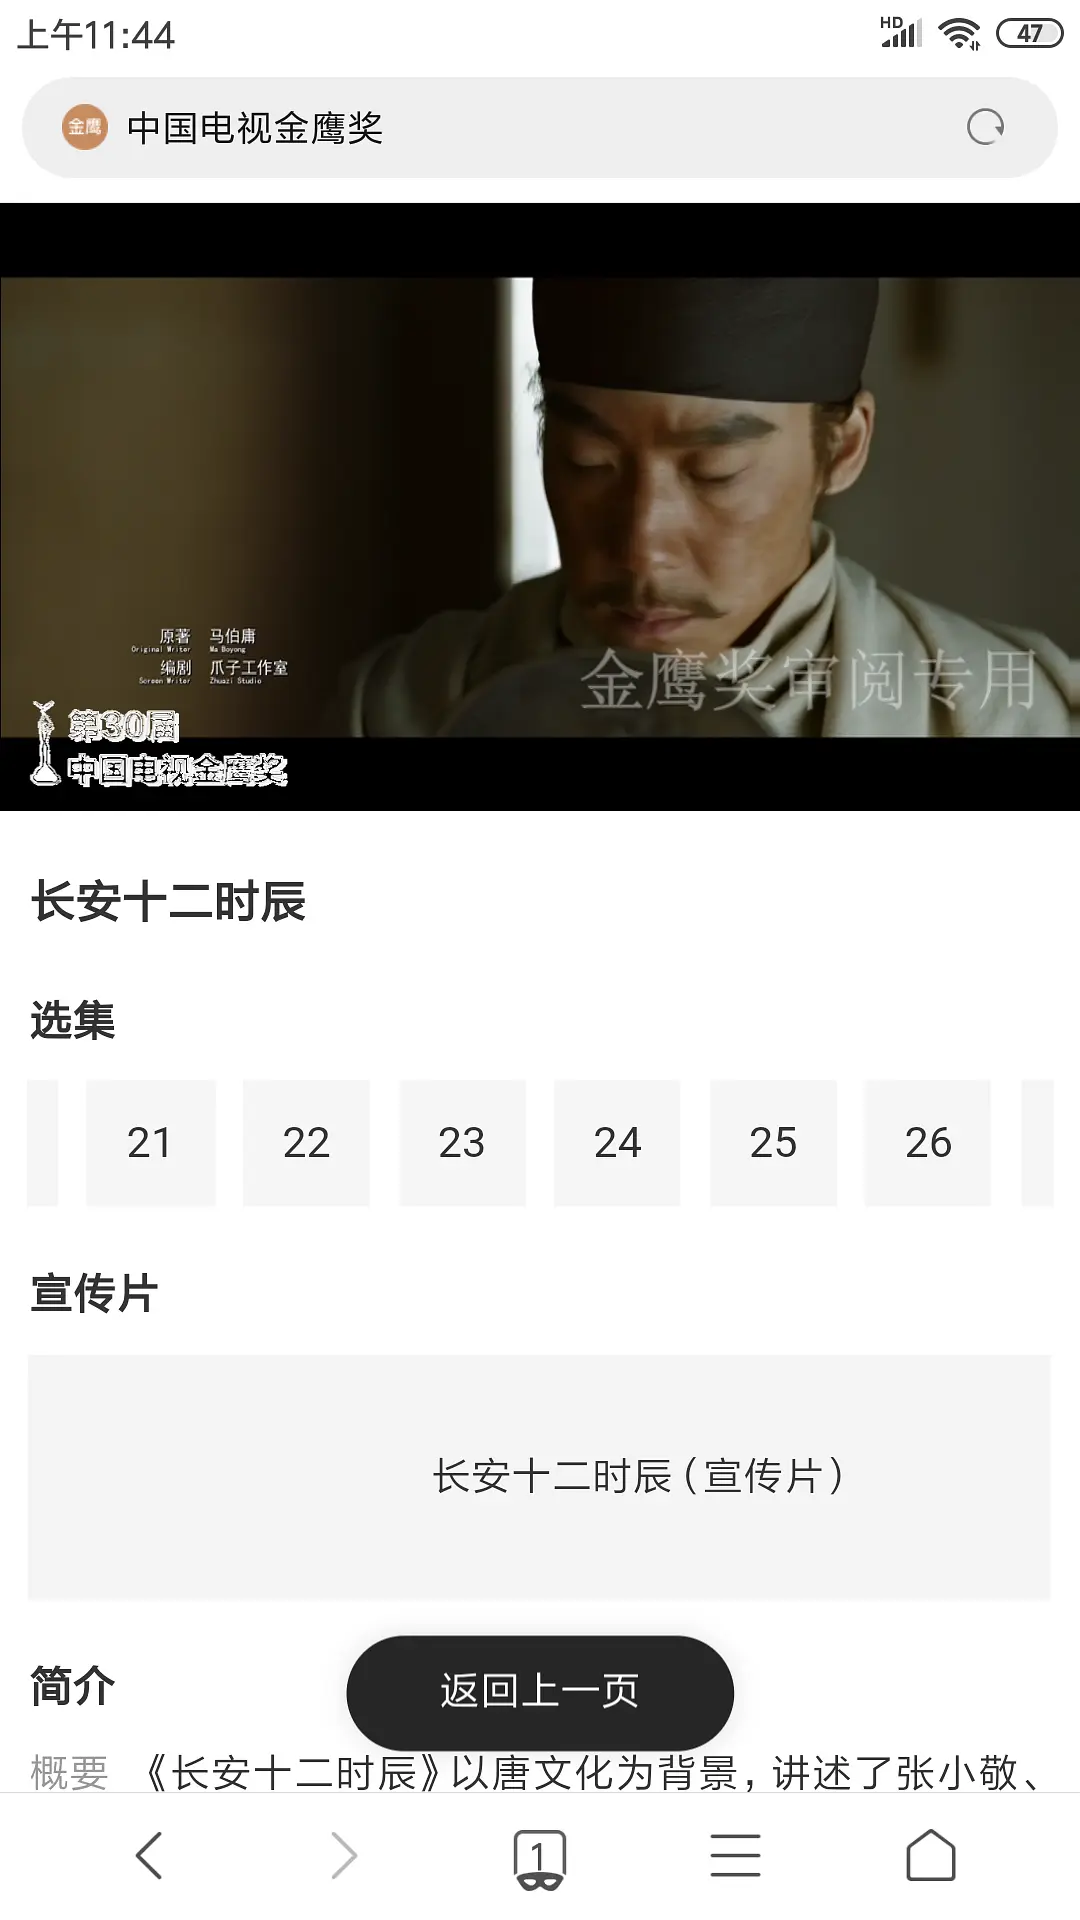 上午11:44
HD
47
金鹰
中国电视金鹰奖
原著 马伯庸
Original Writer Ma Boyong
编剧 爪子工作室
Screen Writer Zhuazi Studio
金鹰奖审阅专用
第30届
中国电视金鹰奖
长安十二时辰
选集
21 22 23 24 25 26
宣传片
长安十二时辰（宣传片）
简介
返回上一页
概要 《长安十二时辰》以唐文化为背景，讲述了张小敬、
1